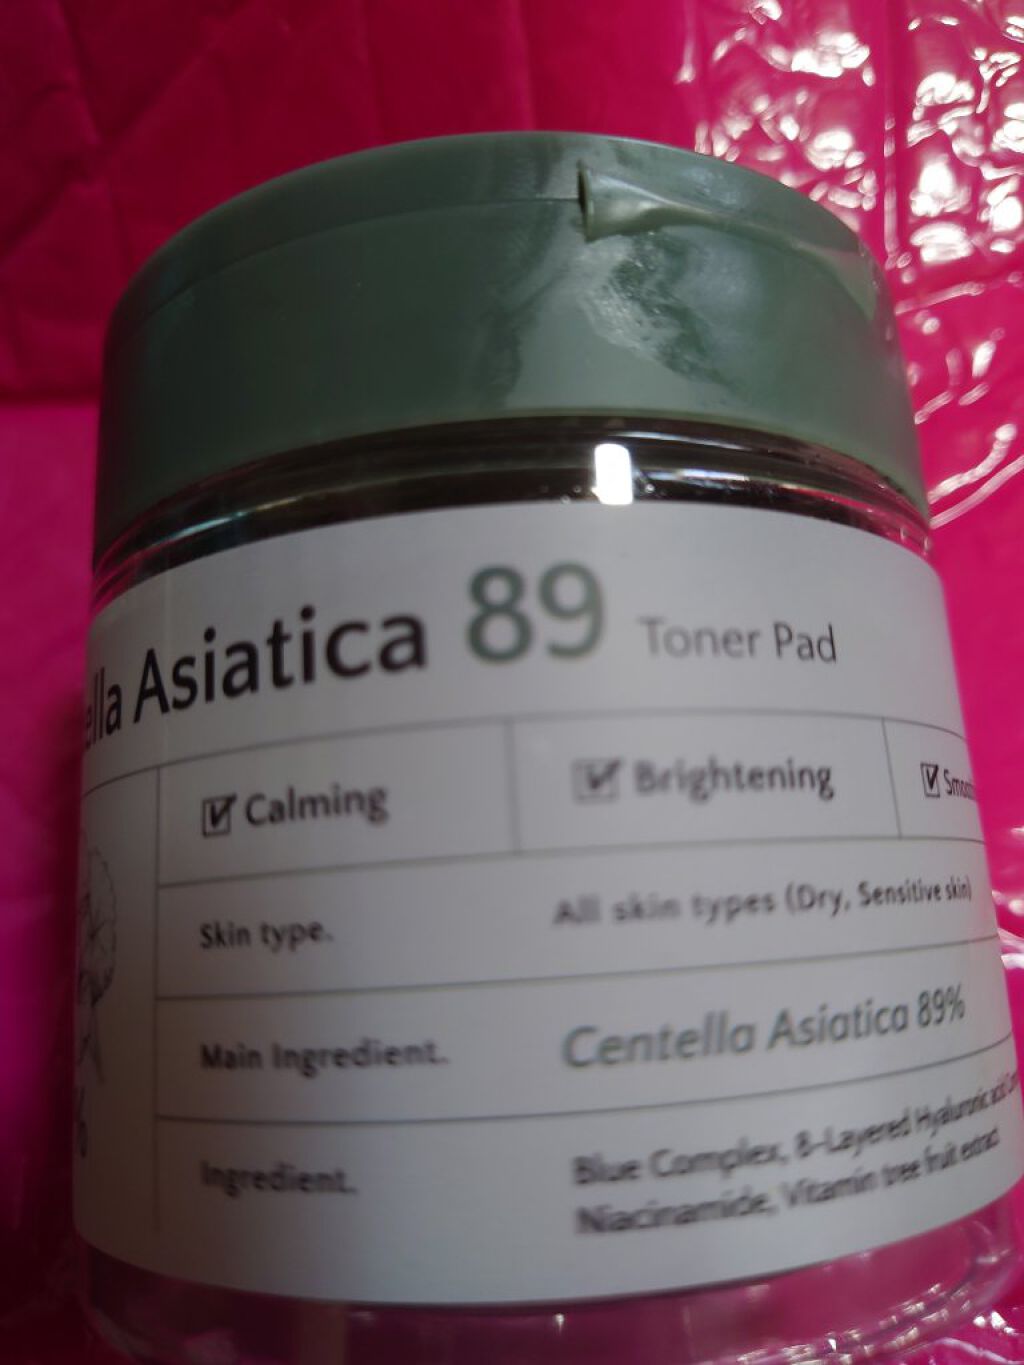 ella Asiatica 89 Toner Pad
Calming
Brightening
Skin type.
All skin types (Dry, Sensitive skin)
Main Ingredient.
Centella Asiatica 89%
Ingredient.
Blue Complex, 8-Layered Hyaluronic acid
Niacinamide, Vitamin tree fruit extract
%